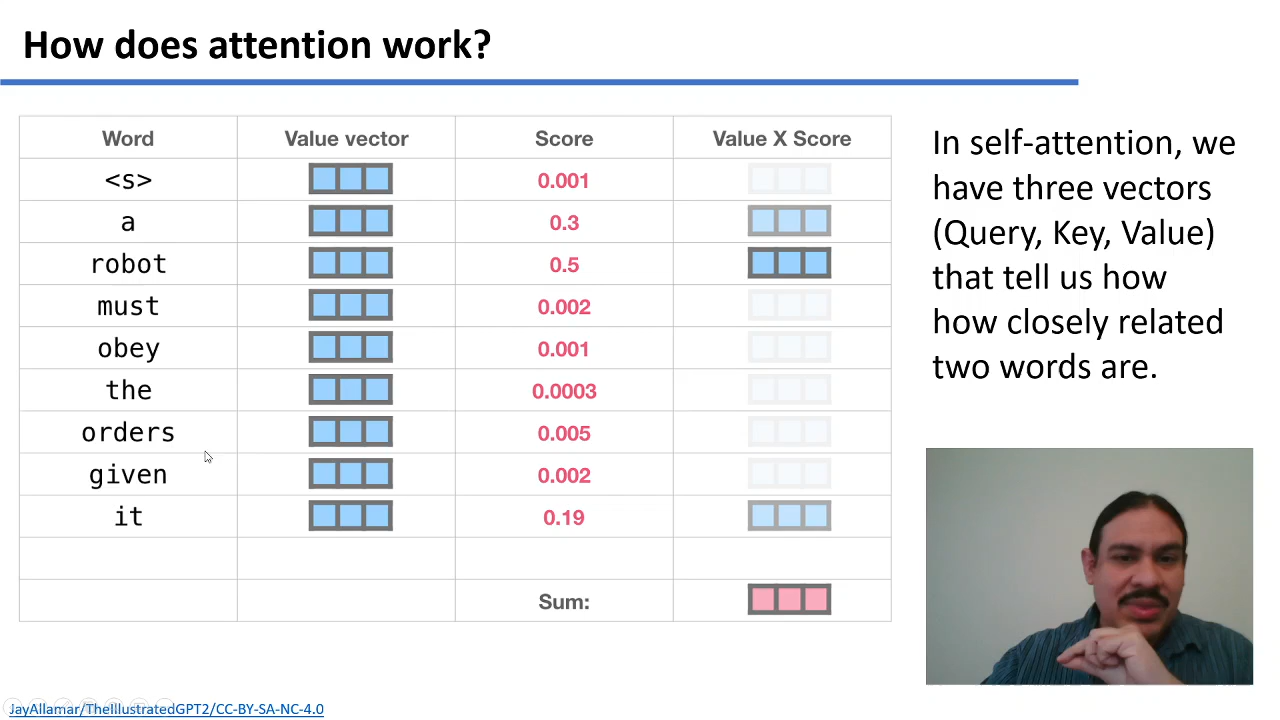 How does attention work?
Word Value vector Score Value X Score
<s> 0.001
a 0.3
robot 0.5
must 0.002
obey 0.001
the 0.0003
orders 0.005
given 0.002
it 0.19
Sum:
In self-attention, we
have three vectors
(Query, Key, Value)
that tell us how
how closely related
two words are.
JayAllamar/TheIllustratedGPT2/CC-BY-SA-NC-4.0